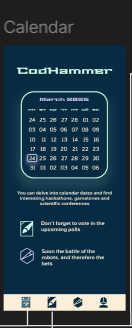 Calendar
CodHammer
March 2025
24 25 26 27 28 01 02
03 04 05 06 07 08 09
10 11 12 13 14 15 16
17 18 19 20 21 22 23
24 25 26 27 28 29 30
31 01 02 03 04 05 06
You can delve into calendar dates and find
interesting hackathons, gamedays and
scientific conferences
Don't forget to vote in the
upcoming polls
Soon the battle of the
robots, and therefore the
bets